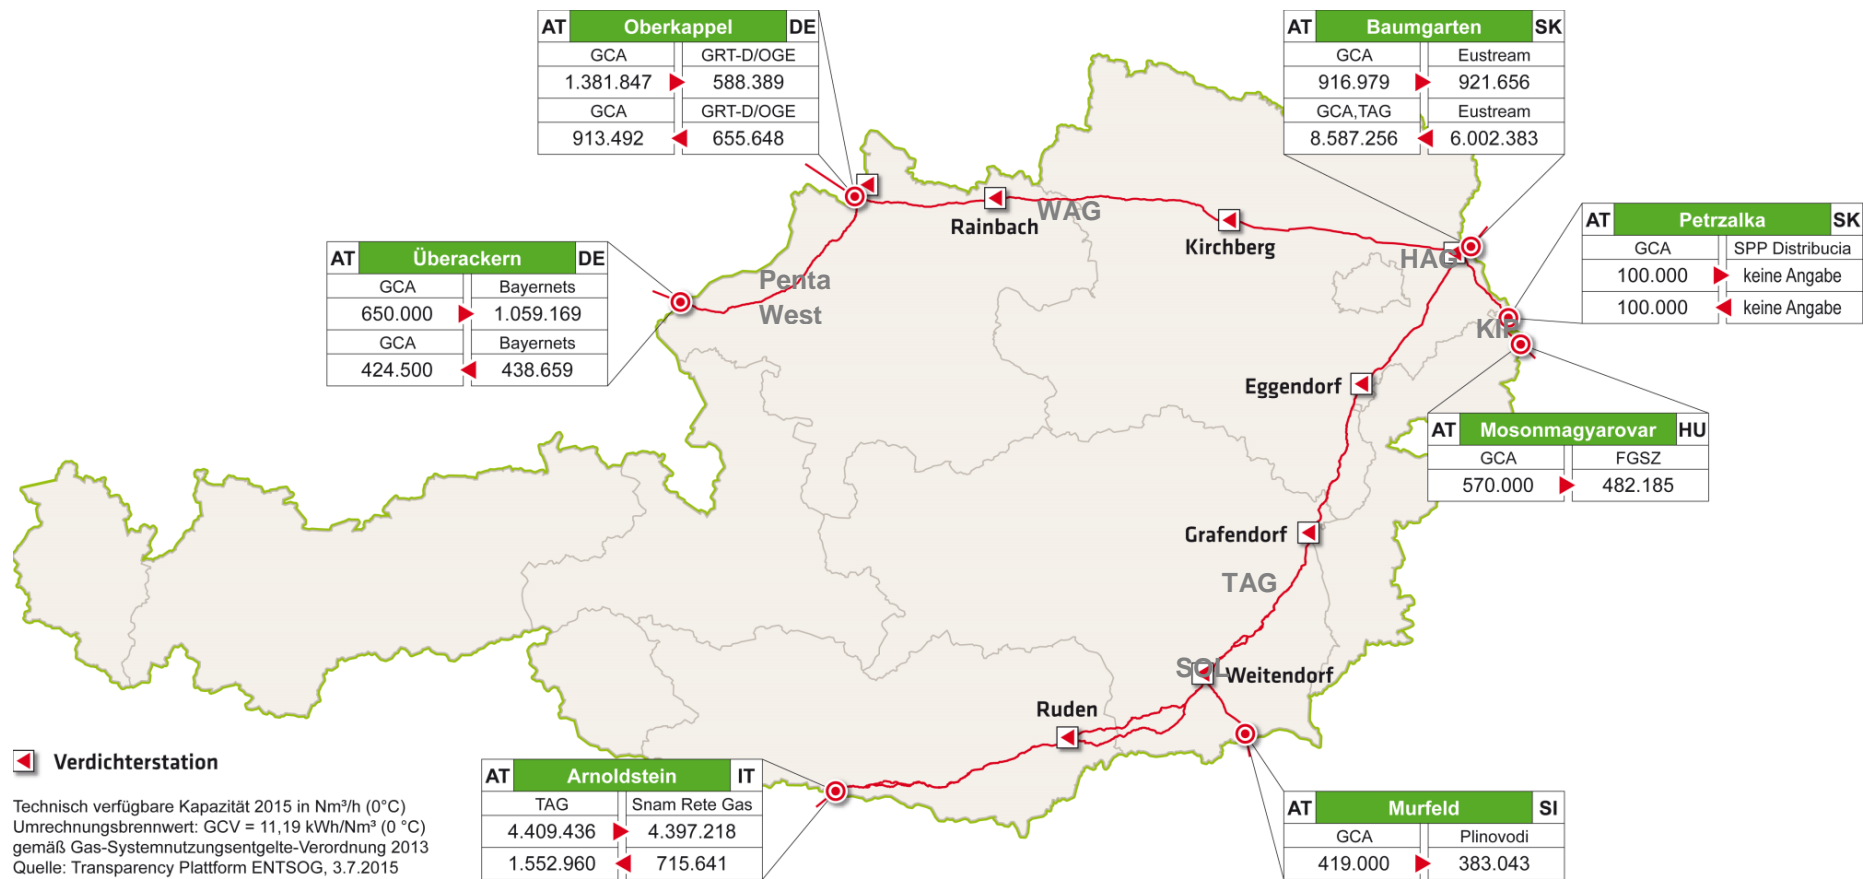 AT Oberkappel DE
GCA GRT-D/OGE
1.381.847 588.389
GCA GRT-D/OGE
913.492 655.648
AT Baumgarten SK
GCA Eustream
916.979 921.656
GCA,TAG Eustream
8.587.256 6.002.383
AT Petrzalka SK
GCA SPP Distribucia
100.000 keine Angabe
100.000 keine Angabe
AT Überackern DE
GCA Bayernets
650.000 1.059.169
GCA Bayernets
424.500 438.659
Rainbach
WAG
Kirchberg
HAG
Penta
West
KIP
Eggendorf
AT Mosonmagyarovar HU
GCA FGSZ
570.000 482.185
Grafendorf
TAG
SOL
Weitendorf
Ruden
Verdichterstation
Technisch verfügbare Kapazität 2015 in Nm³/h (0°C)
Umrechnungsbrennwert: GCV = 11,19 kWh/Nm³ (0 °C)
gemäß Gas-Systemnutzungsentgelte-Verordnung 2013
Quelle: Transparency Plattform ENTSOG, 3.7.2015
AT Arnoldstein IT
TAG Snam Rete Gas
4.409.436 4.397.218
1.552.960 715.641
AT Murfeld SI
GCA Plinovodi
419.000 383.043